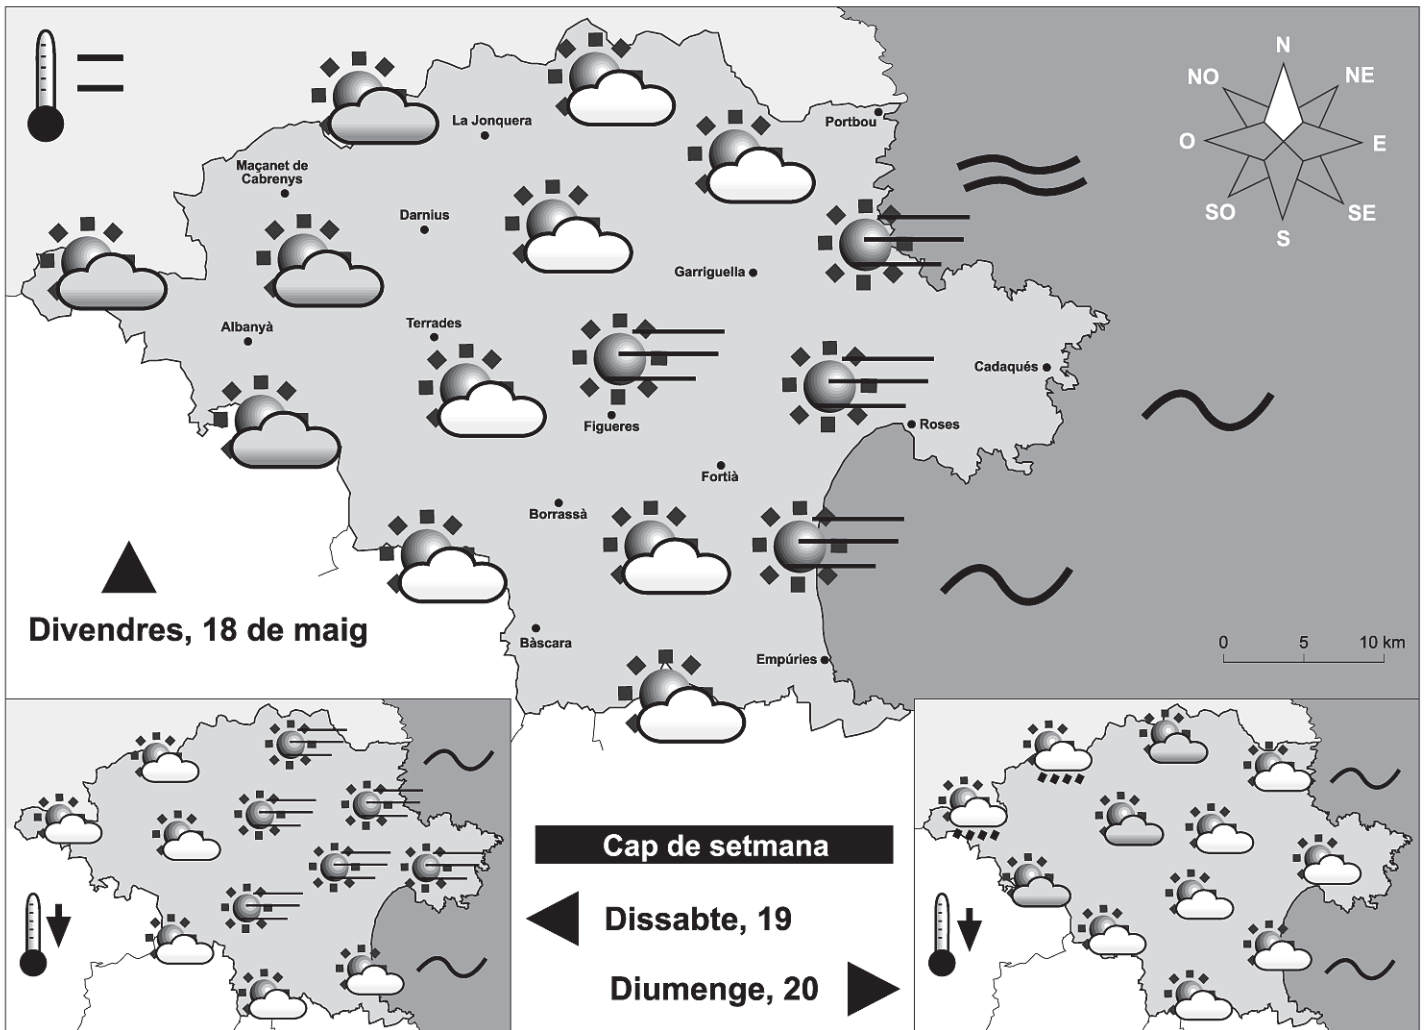 N
NO
NE
O
E
SO
SE
S
La Jonquera
Portbou
Maçanet de
Cabrenys
Darnius
Garriguella
Albanyà
Terrades
Cadaqués
Figueres
Roses
Fortià
Borrassà
Divendres, 18 de maig
Bàscara
Empúries
0 5 10 km
Cap de setmana
Dissabte, 19
Diumenge, 20